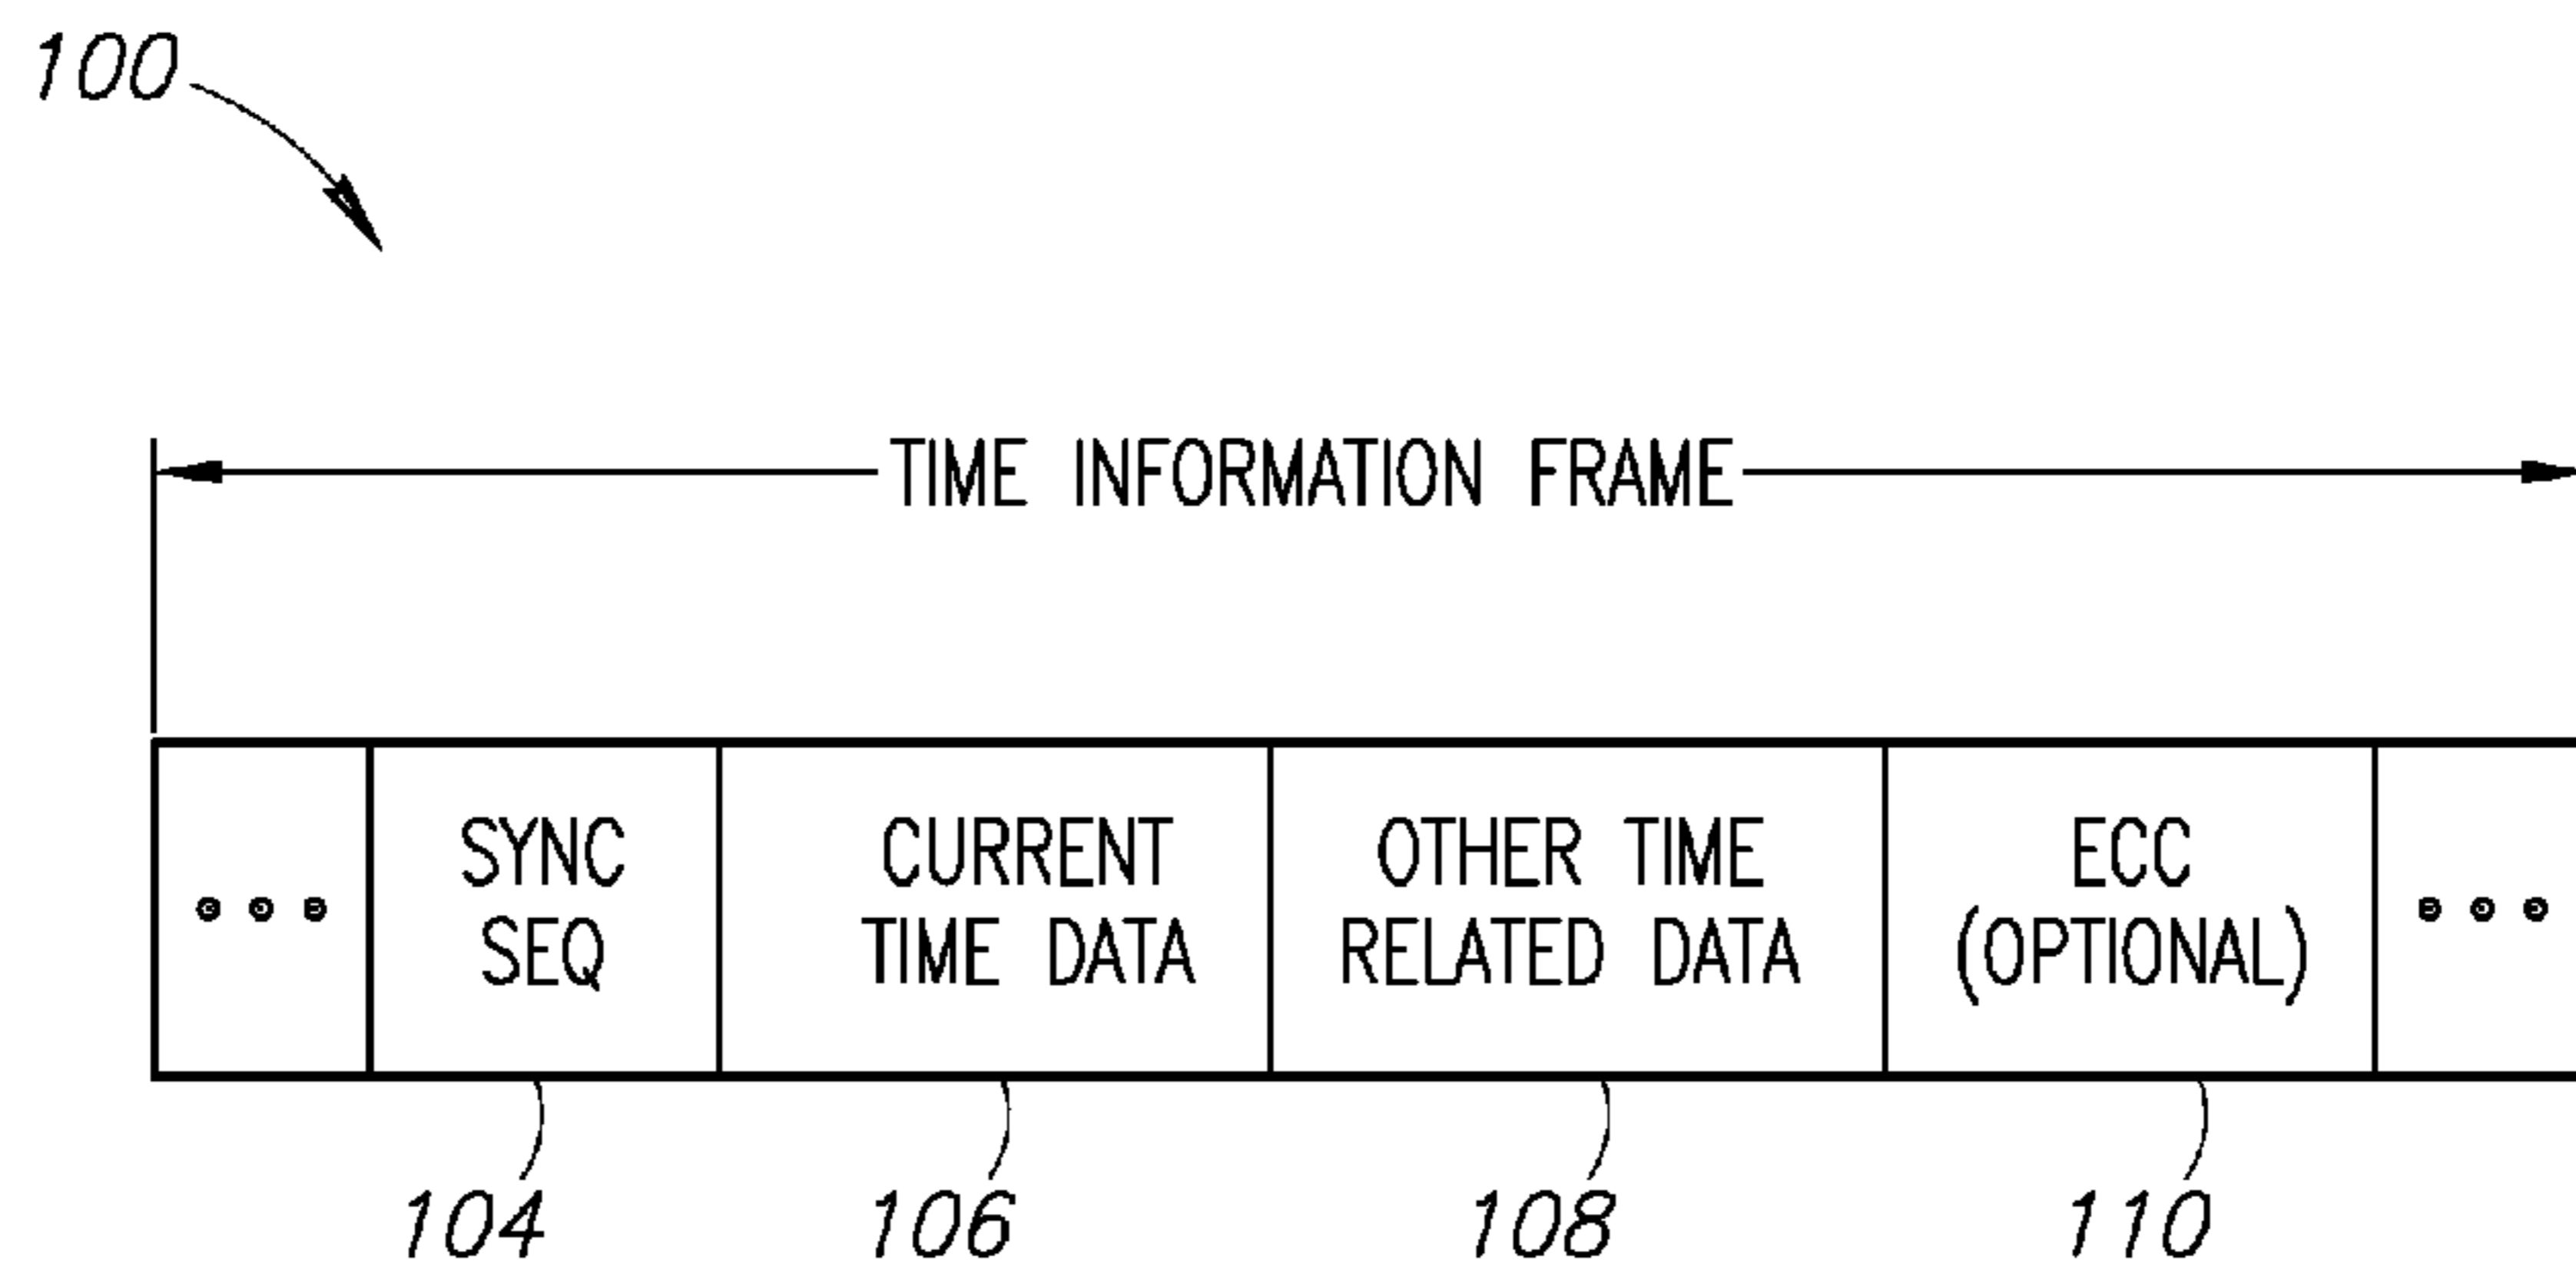 100
TIME INFORMATION FRAME
••• SYNC SEQ CURRENT TIME DATA OTHER TIME RELATED DATA ECC (OPTIONAL) •••
104 106 108 110